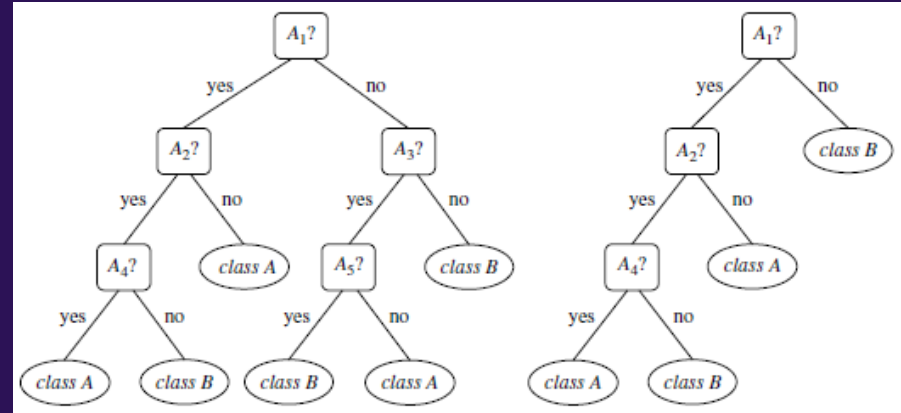 A₁? A₁?
yes no yes no
A₂? A₃? A₂? class B
yes no yes no yes no
A₄? class A A₅? class B A₄? class A
yes no yes no yes no
class A class B class B class A class A class B